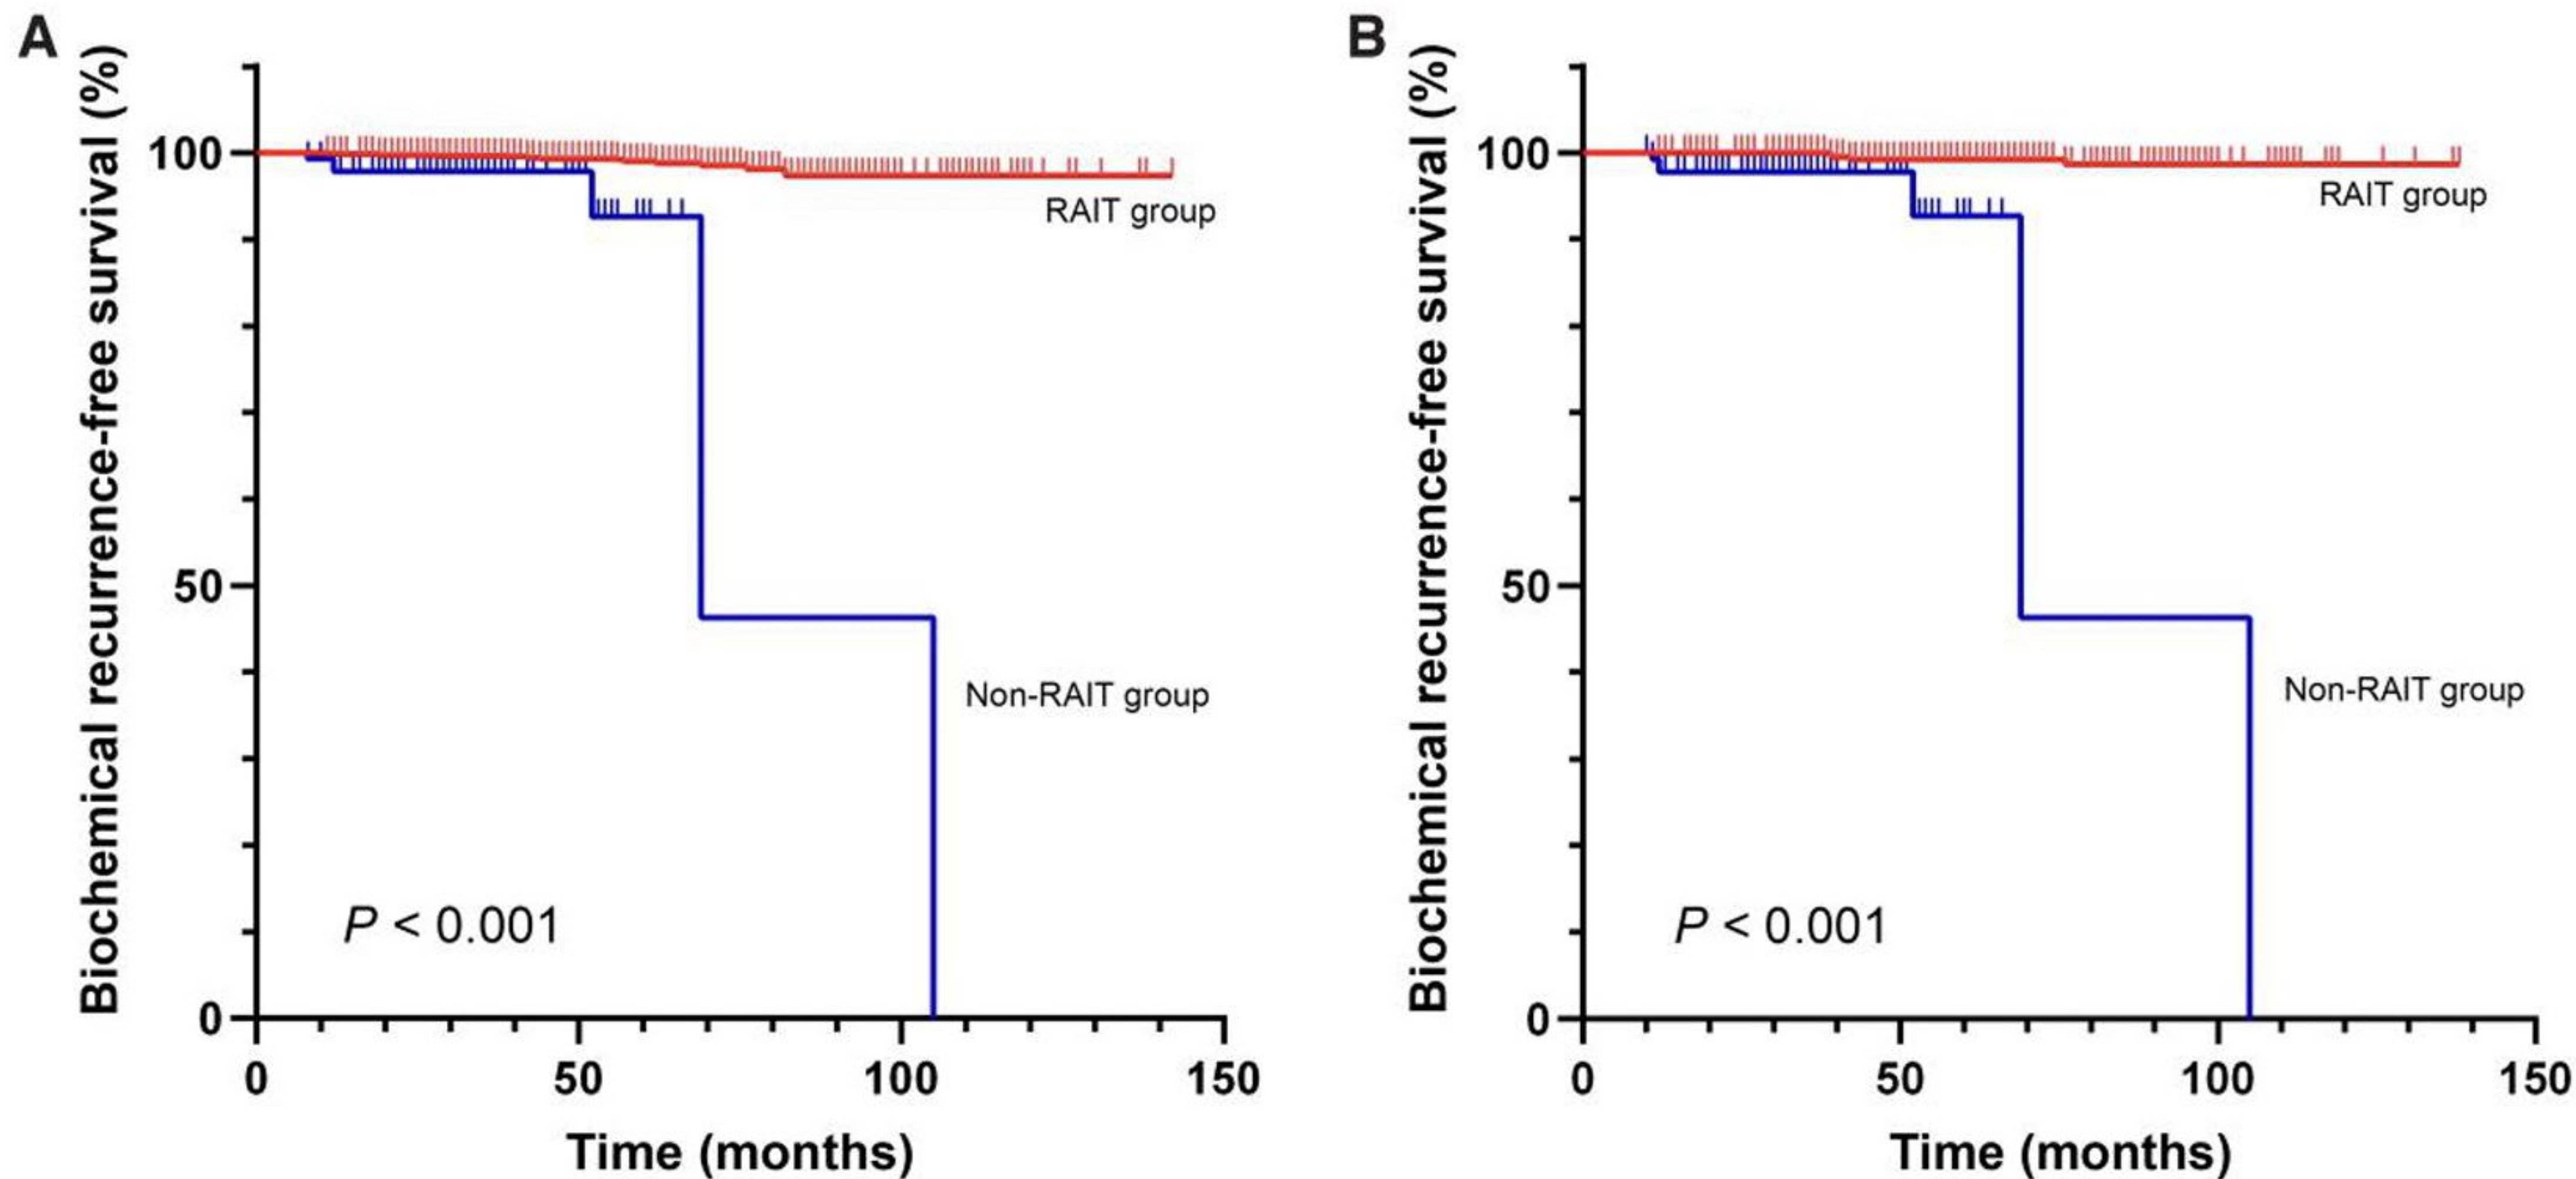 A
Biochemical recurrence-free survival (%)
100
50
0
RAIT group
Non-RAIT group
P < 0.001
0 50 100 150
Time (months)
B
Biochemical recurrence-free survival (%)
100
50
0
RAIT group
Non-RAIT group
P < 0.001
0 50 100 150
Time (months)